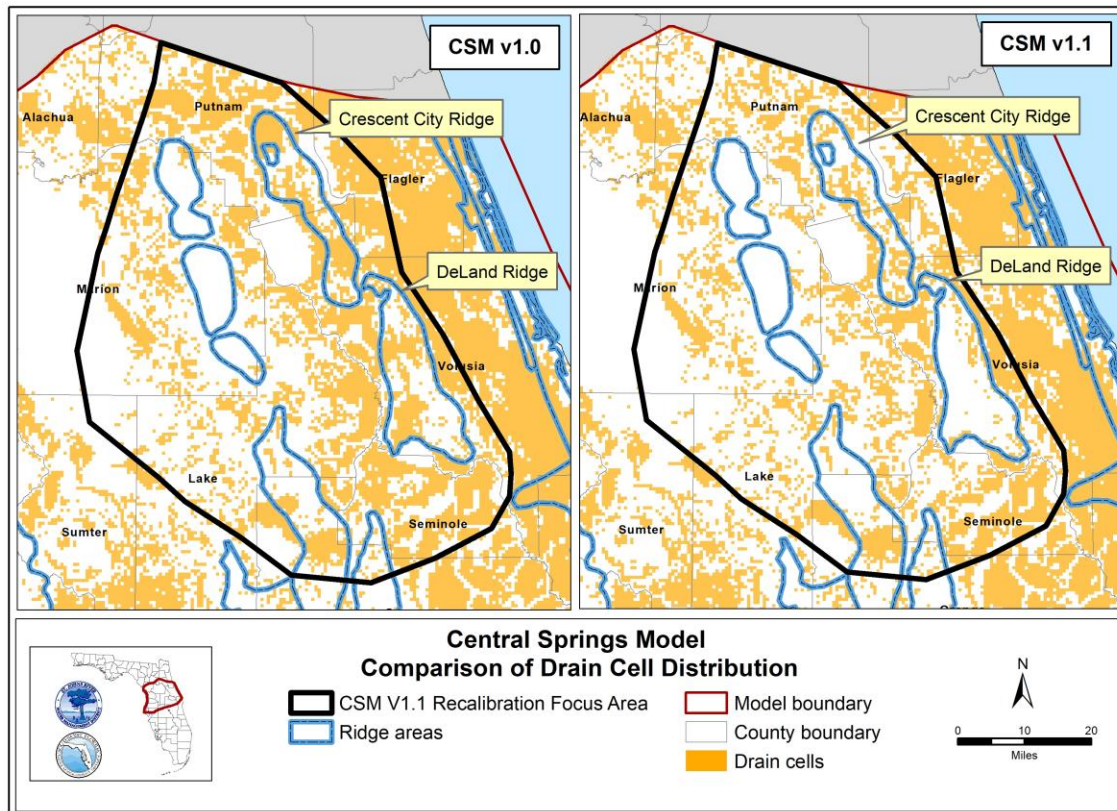 CSM v1.0
Putnam
Alachua
Crescent City Ridge
Flagler
DeLand Ridge
Marion
Volusia
Lake
Seminole
Sumter
CSM v1.1
Putnam
Alachua
Crescent City Ridge
Flagler
DeLand Ridge
Marion
Volusia
Lake
Seminole
Sumter
Central Springs Model
Comparison of Drain Cell Distribution
CSM V1.1 Recalibration Focus Area
Ridge areas
Model boundary
County boundary
Drain cells
N
0 10 20
Miles